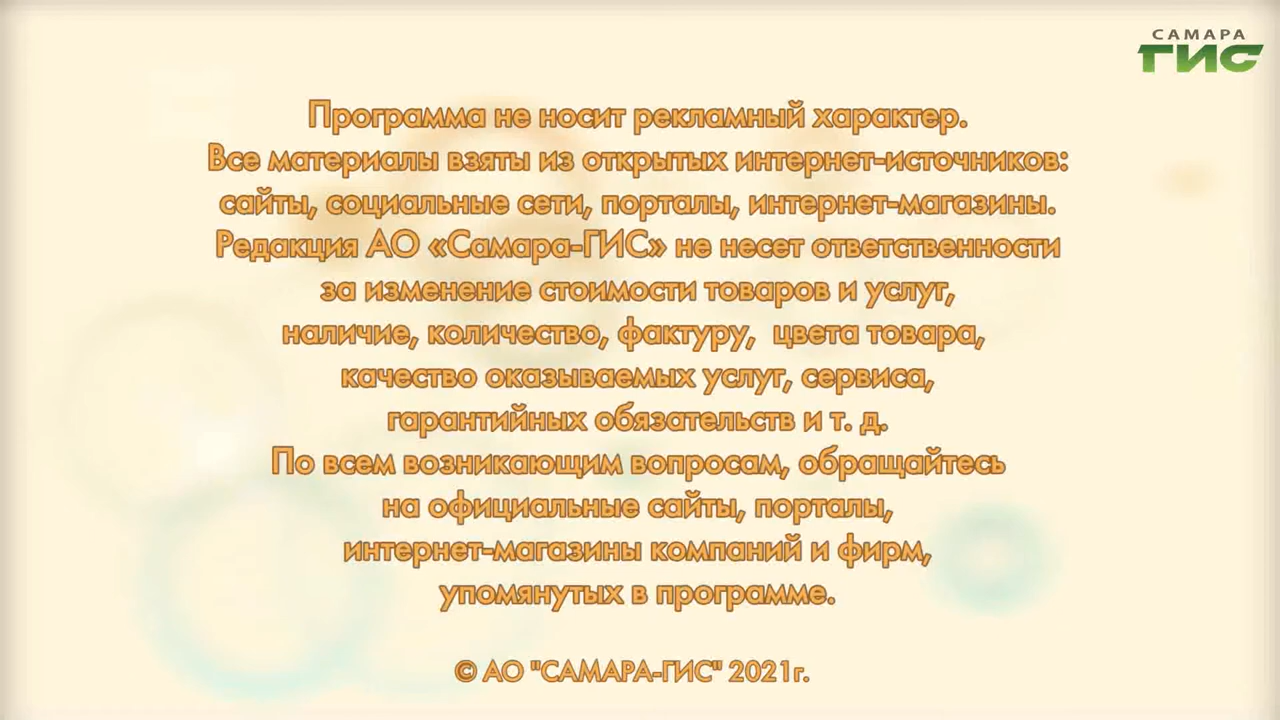 САМАРА
ГИС
Программа не носит рекламный характер.
Все материалы взяты из открытых интернет-источников:
сайты, социальные сети, порталы, интернет-магазины.
Редакция АО «Самара-ГИС» не несет ответственности
за изменение стоимости товаров и услуг,
наличие, количество, фактуру, цвета товара,
качество оказываемых услуг, сервиса,
гарантийных обязательств и т. д.
По всем возникающим вопросам, обращайтесь
на официальные сайты, порталы,
интернет-магазины компаний и фирм,
упомянутых в программе.
© АО "САМАРА-ГИС" 2021г.